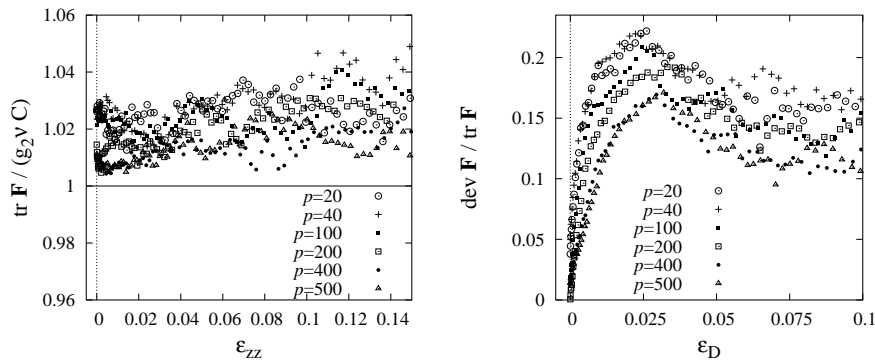 tr F / (g₂ν C)
1.06
1.04
1.02
1
0.98
0.96
p=20
p=40
p=100
p=200
p=400
p=500
0 0.02 0.04 0.06 0.08 0.1 0.12 0.14
ε_zz
dev F / tr F
0.2
0.15
0.1
0.05
0
p=20
p=40
p=100
p=200
p=400
p=500
0 0.025 0.05 0.075 0.1
ε_D